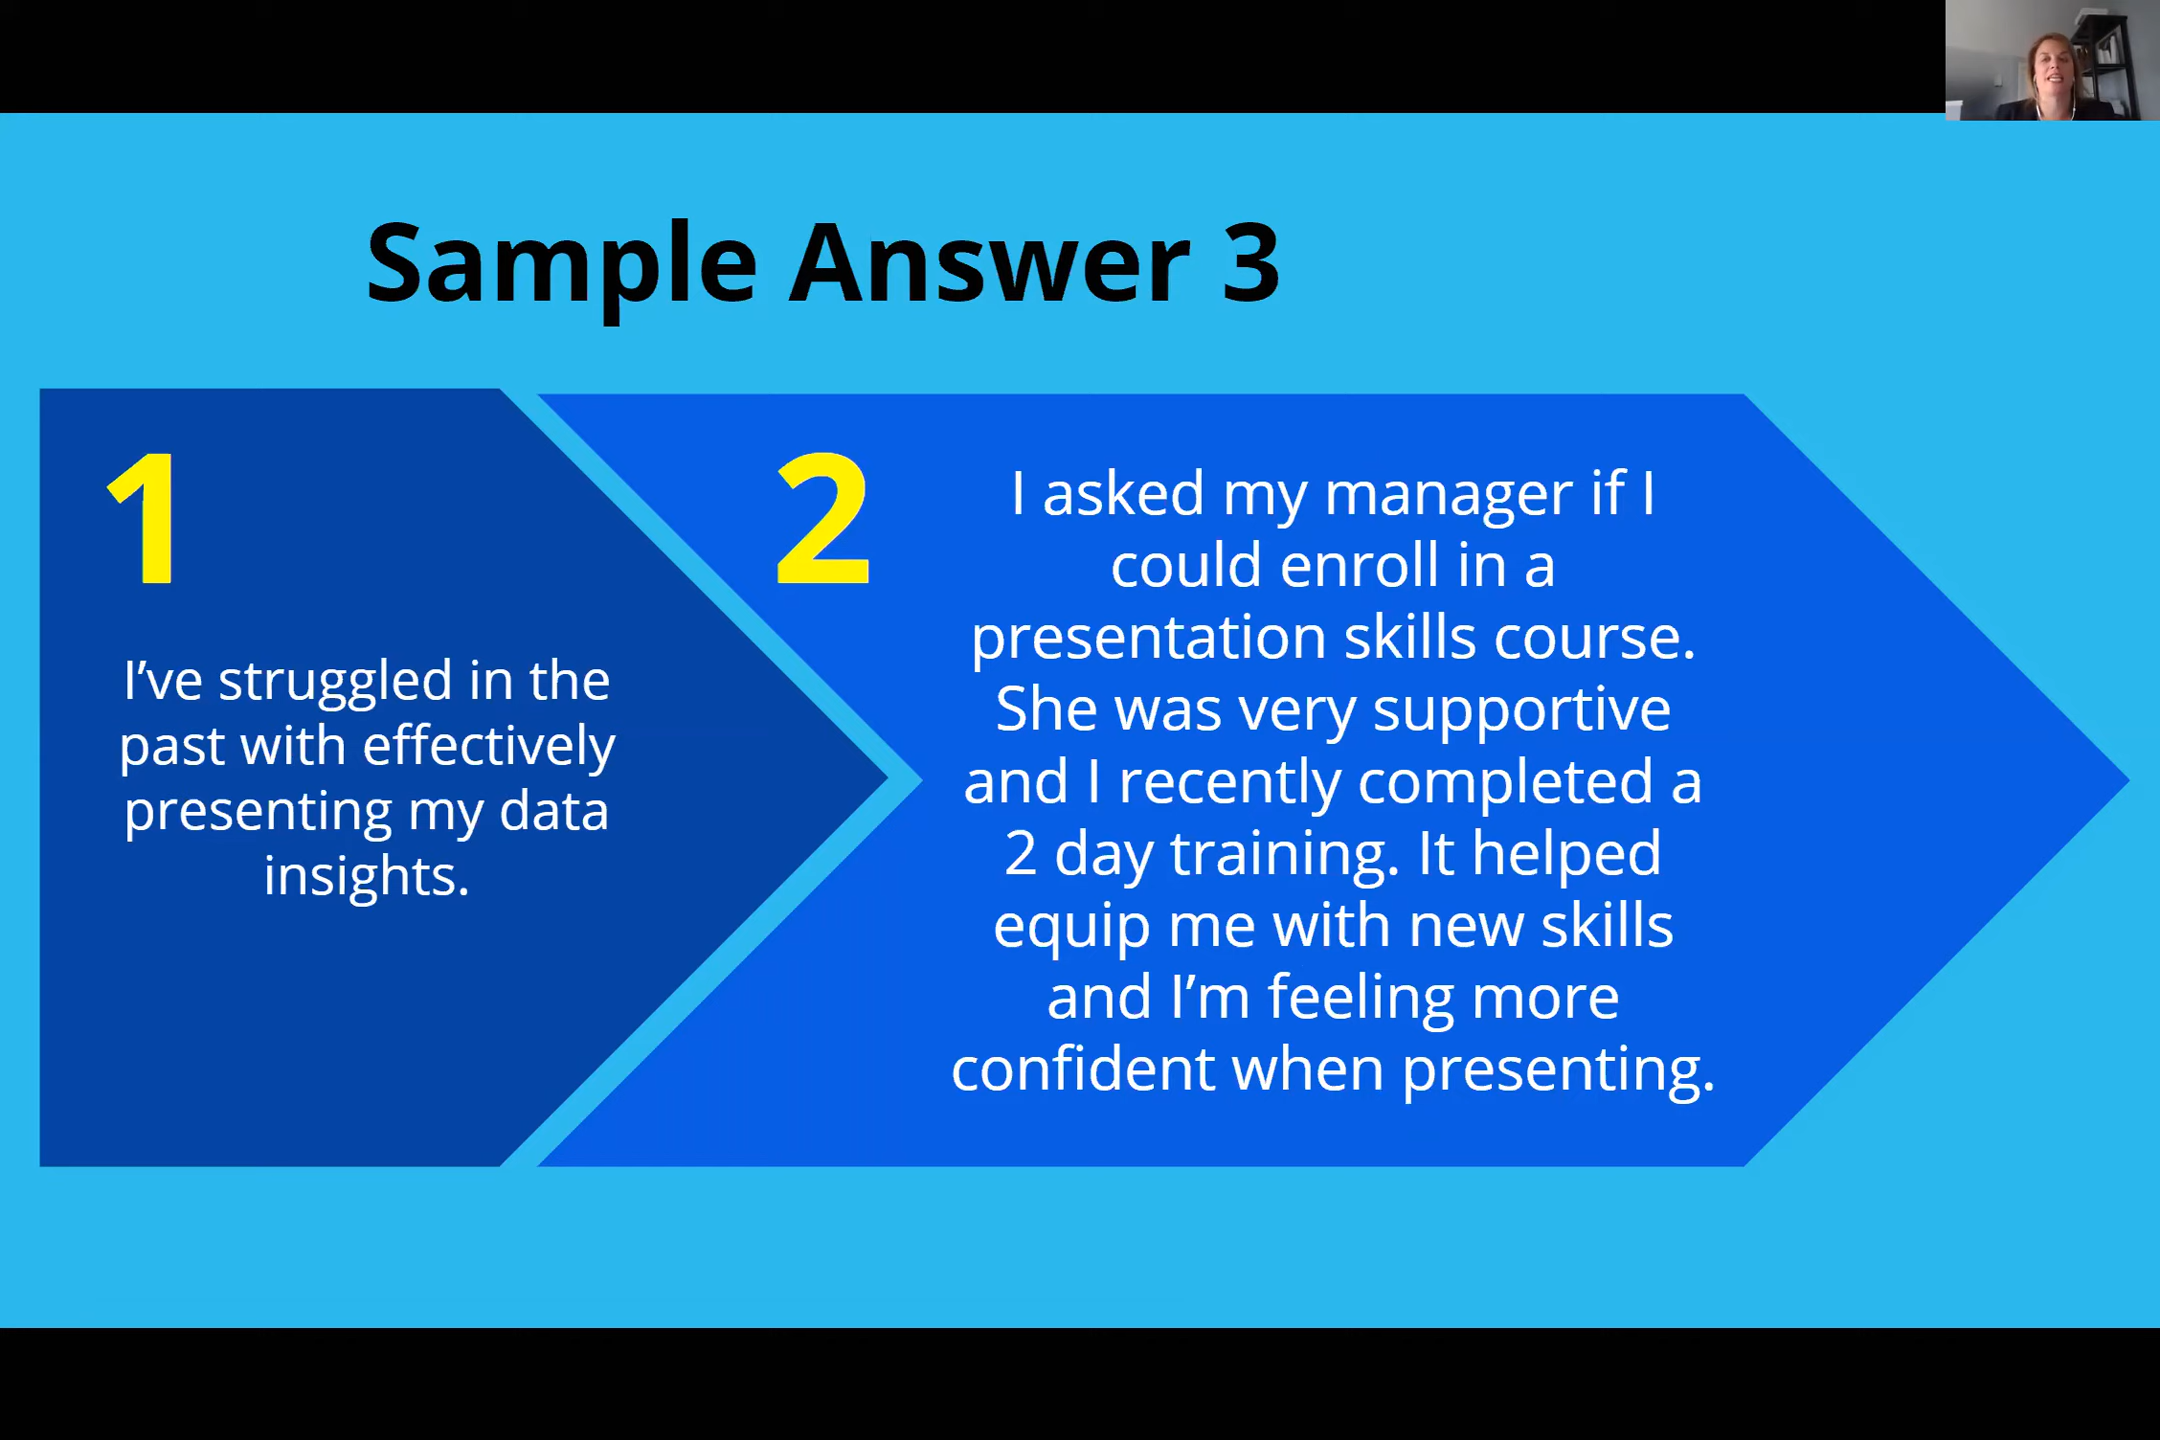 Sample Answer 3
1
I’ve struggled in the
past with effectively
presenting my data
insights.
2
I asked my manager if I
could enroll in a
presentation skills course.
She was very supportive
and I recently completed a
2 day training. It helped
equip me with new skills
and I’m feeling more
confident when presenting.